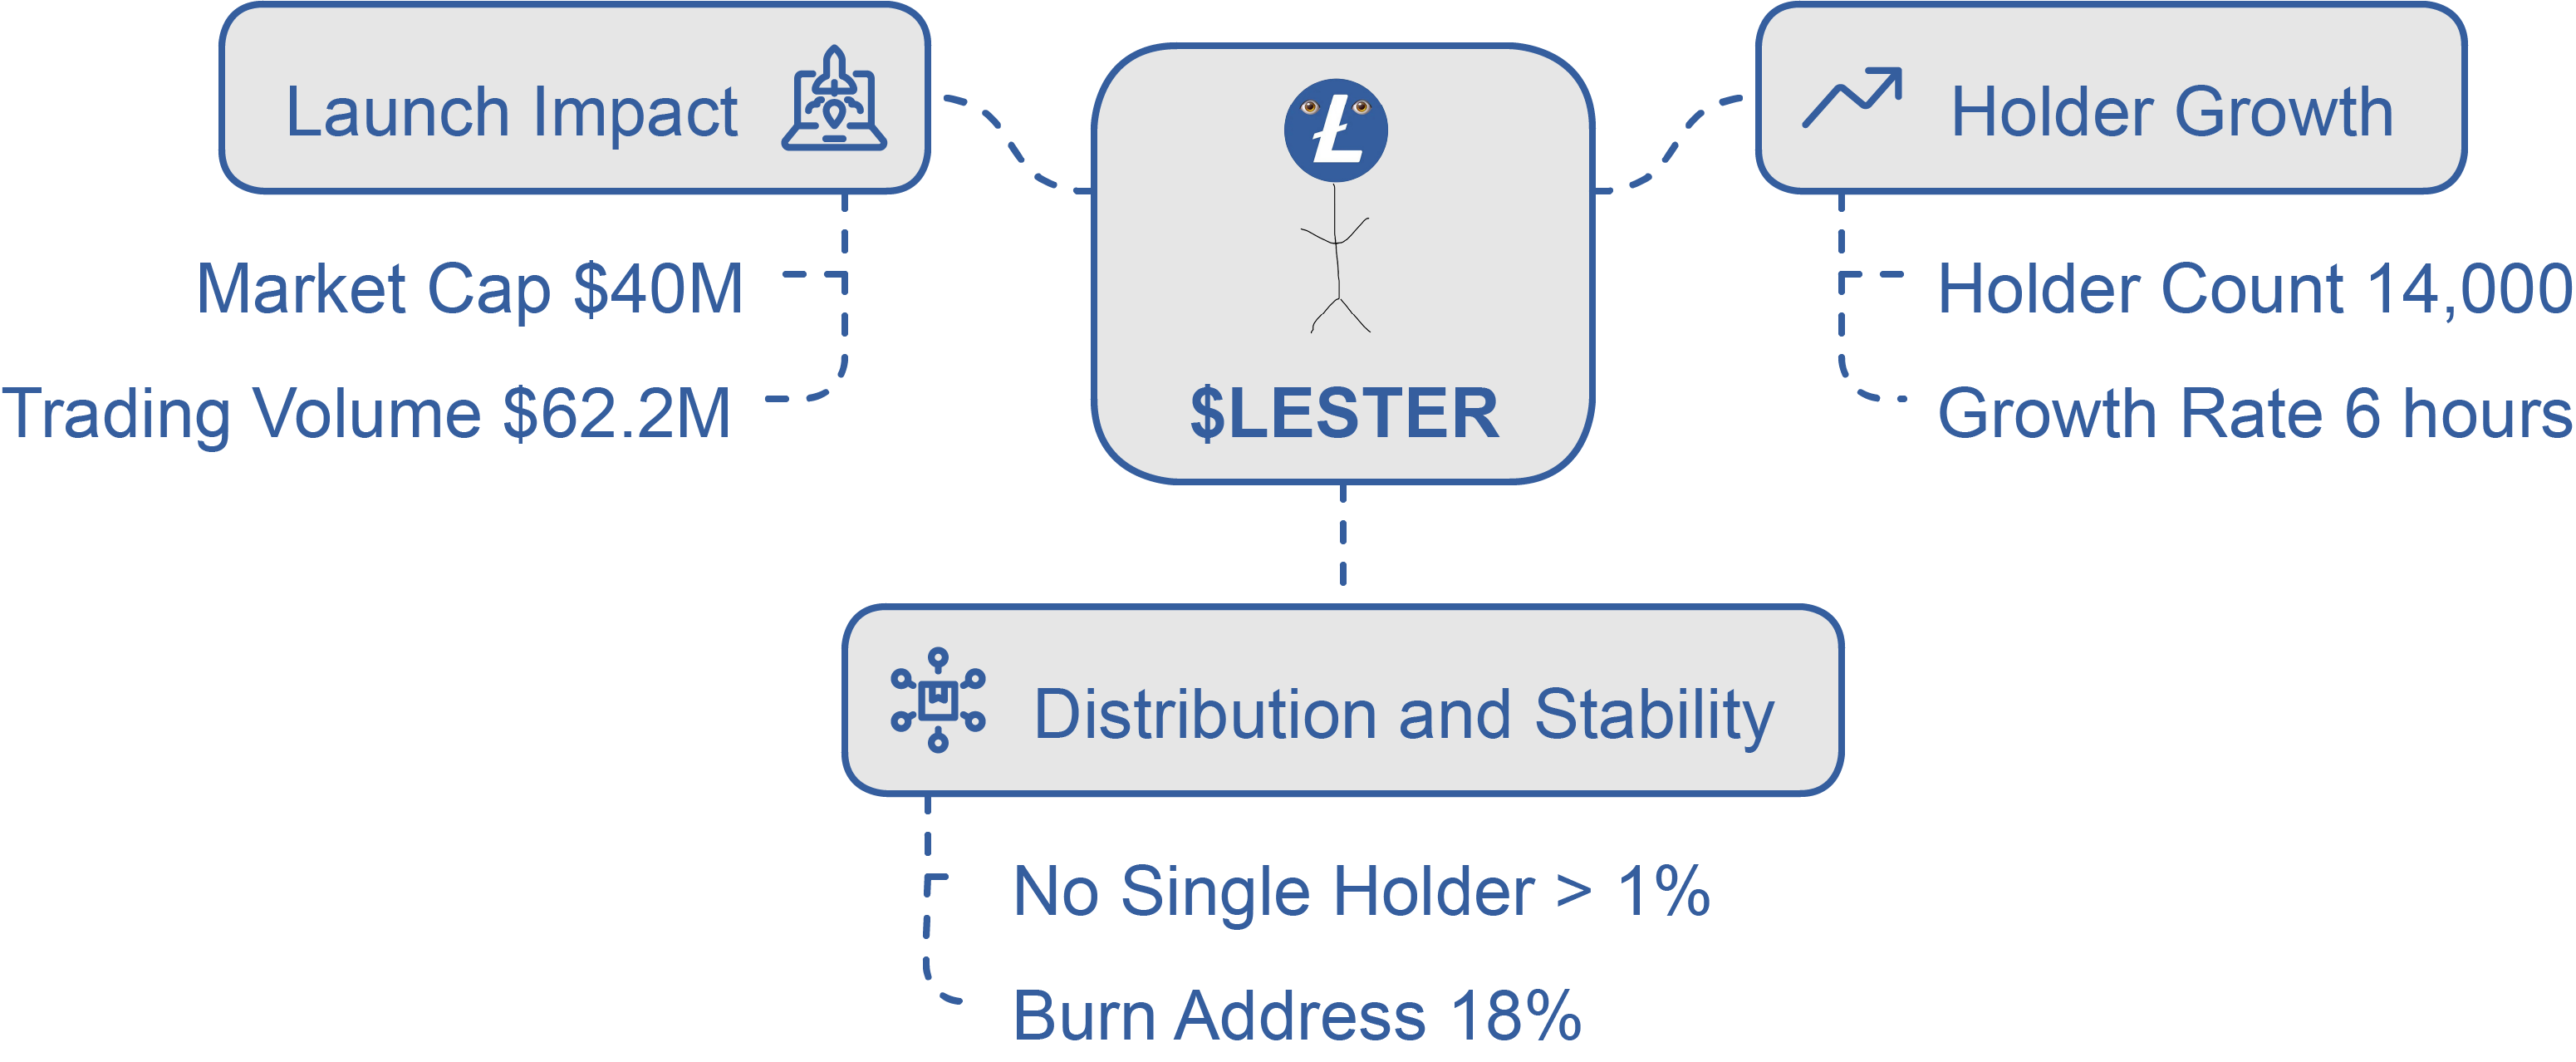 Launch Impact
Market Cap $40M
Trading Volume $62.2M
Ł
$LESTER
Holder Growth
Holder Count 14,000
Growth Rate 6 hours
Distribution and Stability
No Single Holder > 1%
Burn Address 18%